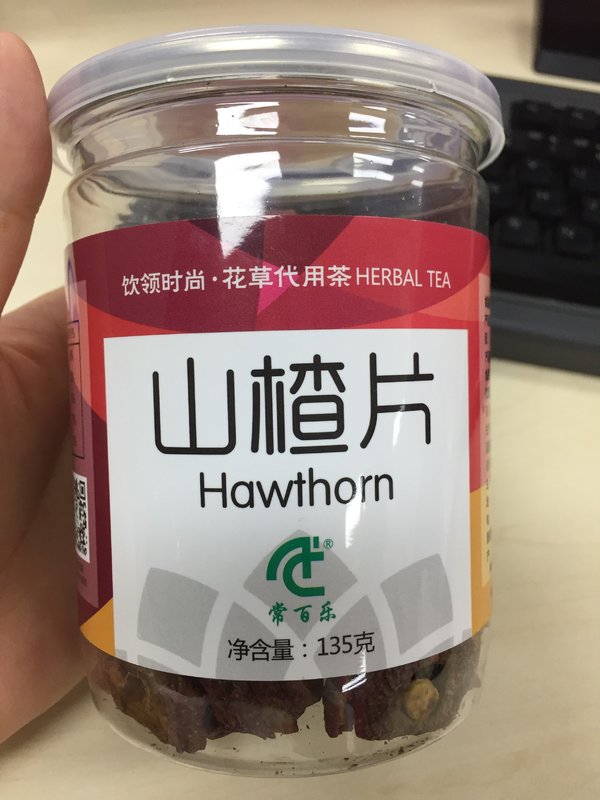 饮领时尚·花草代用茶 HERBAL TEA
山楂片
Hawthorn
®
常百乐
净含量：135克